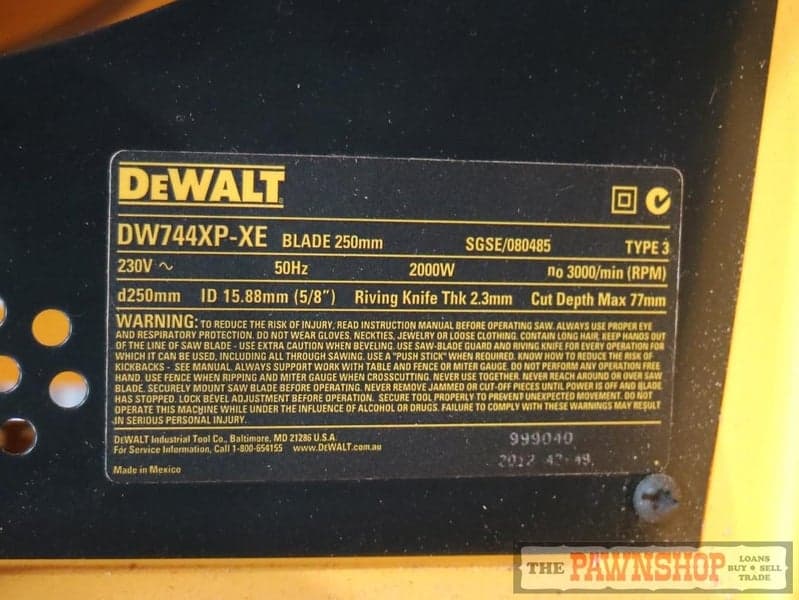 DEWALT
DW744XP-XE BLADE 250mm SGSE/080485 TYPE 3
230V ~ 50Hz 2000W no 3000/min (RPM)
d250mm ID 15.88mm (5/8") Riving Knife Thk 2.3mm Cut Depth Max 77mm
WARNING: TO REDUCE THE RISK OF INJURY, READ INSTRUCTION MANUAL BEFORE OPERATING SAW. ALWAYS USE PROPER EYE
AND RESPIRATORY PROTECTION. DO NOT WEAR GLOVES, NECKTIES, JEWELRY OR LOOSE CLOTHING. CONTAIN LONG HAIR. KEEP HANDS OUT
OF THE LINE OF SAW BLADE - USE EXTRA CAUTION WHEN BEVELING. USE SAW-BLADE GUARD AND RIVING KNIFE FOR EVERY OPERATION FOR
WHICH IT CAN BE USED, INCLUDING ALL THROUGH SAWING. USE A "PUSH STICK" WHEN REQUIRED. KNOW HOW TO REDUCE THE RISK OF
KICKBACKS - SEE MANUAL. ALWAYS SUPPORT WORK WITH TABLE AND FENCE OR MITER GAUGE. DO NOT PERFORM ANY OPERATION FREE
HAND. USE FENCE WHEN RIPPING AND MITER GAUGE WHEN CROSSCUTTING. NEVER USE TOGETHER. NEVER REACH AROUND OR OVER SAW
BLADE. SECURELY MOUNT SAW BLADE BEFORE OPERATING. NEVER REMOVE JAMMED OR CUT-OFF PIECES UNTIL POWER IS OFF AND BLADE
HAS STOPPED. LOCK BEVEL ADJUSTMENT BEFORE OPERATION. SECURE TOOL PROPERLY TO PREVENT UNEXPECTED MOVEMENT. DO NOT
OPERATE THIS MACHINE WHILE UNDER THE INFLUENCE OF ALCOHOL OR DRUGS. FAILURE TO COMPLY WITH THESE WARNINGS MAY RESULT
IN SERIOUS PERSONAL INJURY.
DEWALT Industrial Tool Co., Baltimore, MD 21286 U.S.A.
For Service Information, Call 1-800-654155 www.DEWALT.com.au
Made in Mexico
999040
THE PAWNSHOP LOANS
BUY • SELL
TRADE